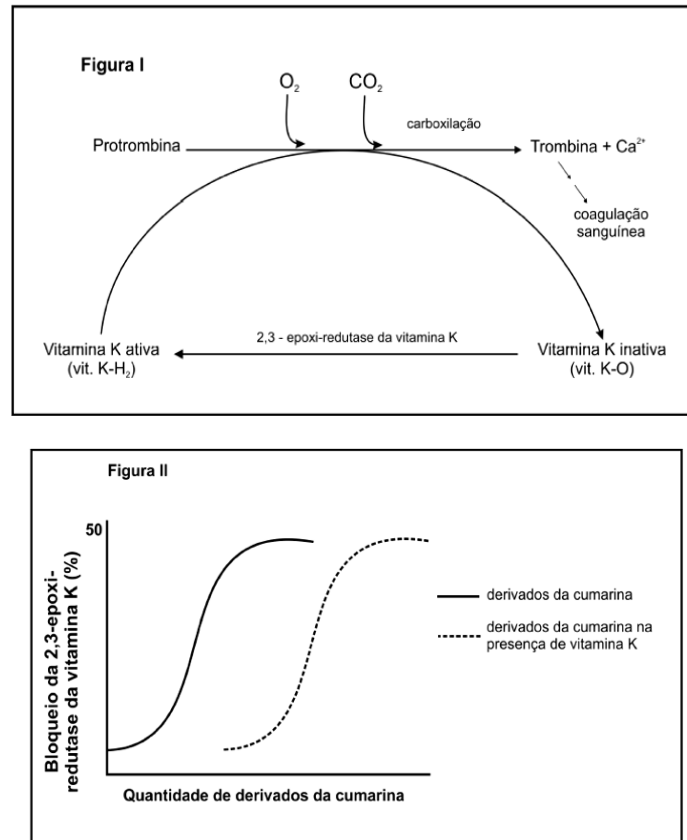 Figura I
O₂
CO₂
carboxilação
Protrombina
Trombina + Ca²⁺
coagulação
sanguínea
2,3 - epoxi-redutase da vitamina K
Vitamina K ativa
(vit. K-H₂)
Vitamina K inativa
(vit. K-O)
Figura II
50
Bloqueio da 2,3-epoxi-
redutase da vitamina K (%)
derivados da cumarina
derivados da cumarina na
presença de vitamina K
Quantidade de derivados da cumarina